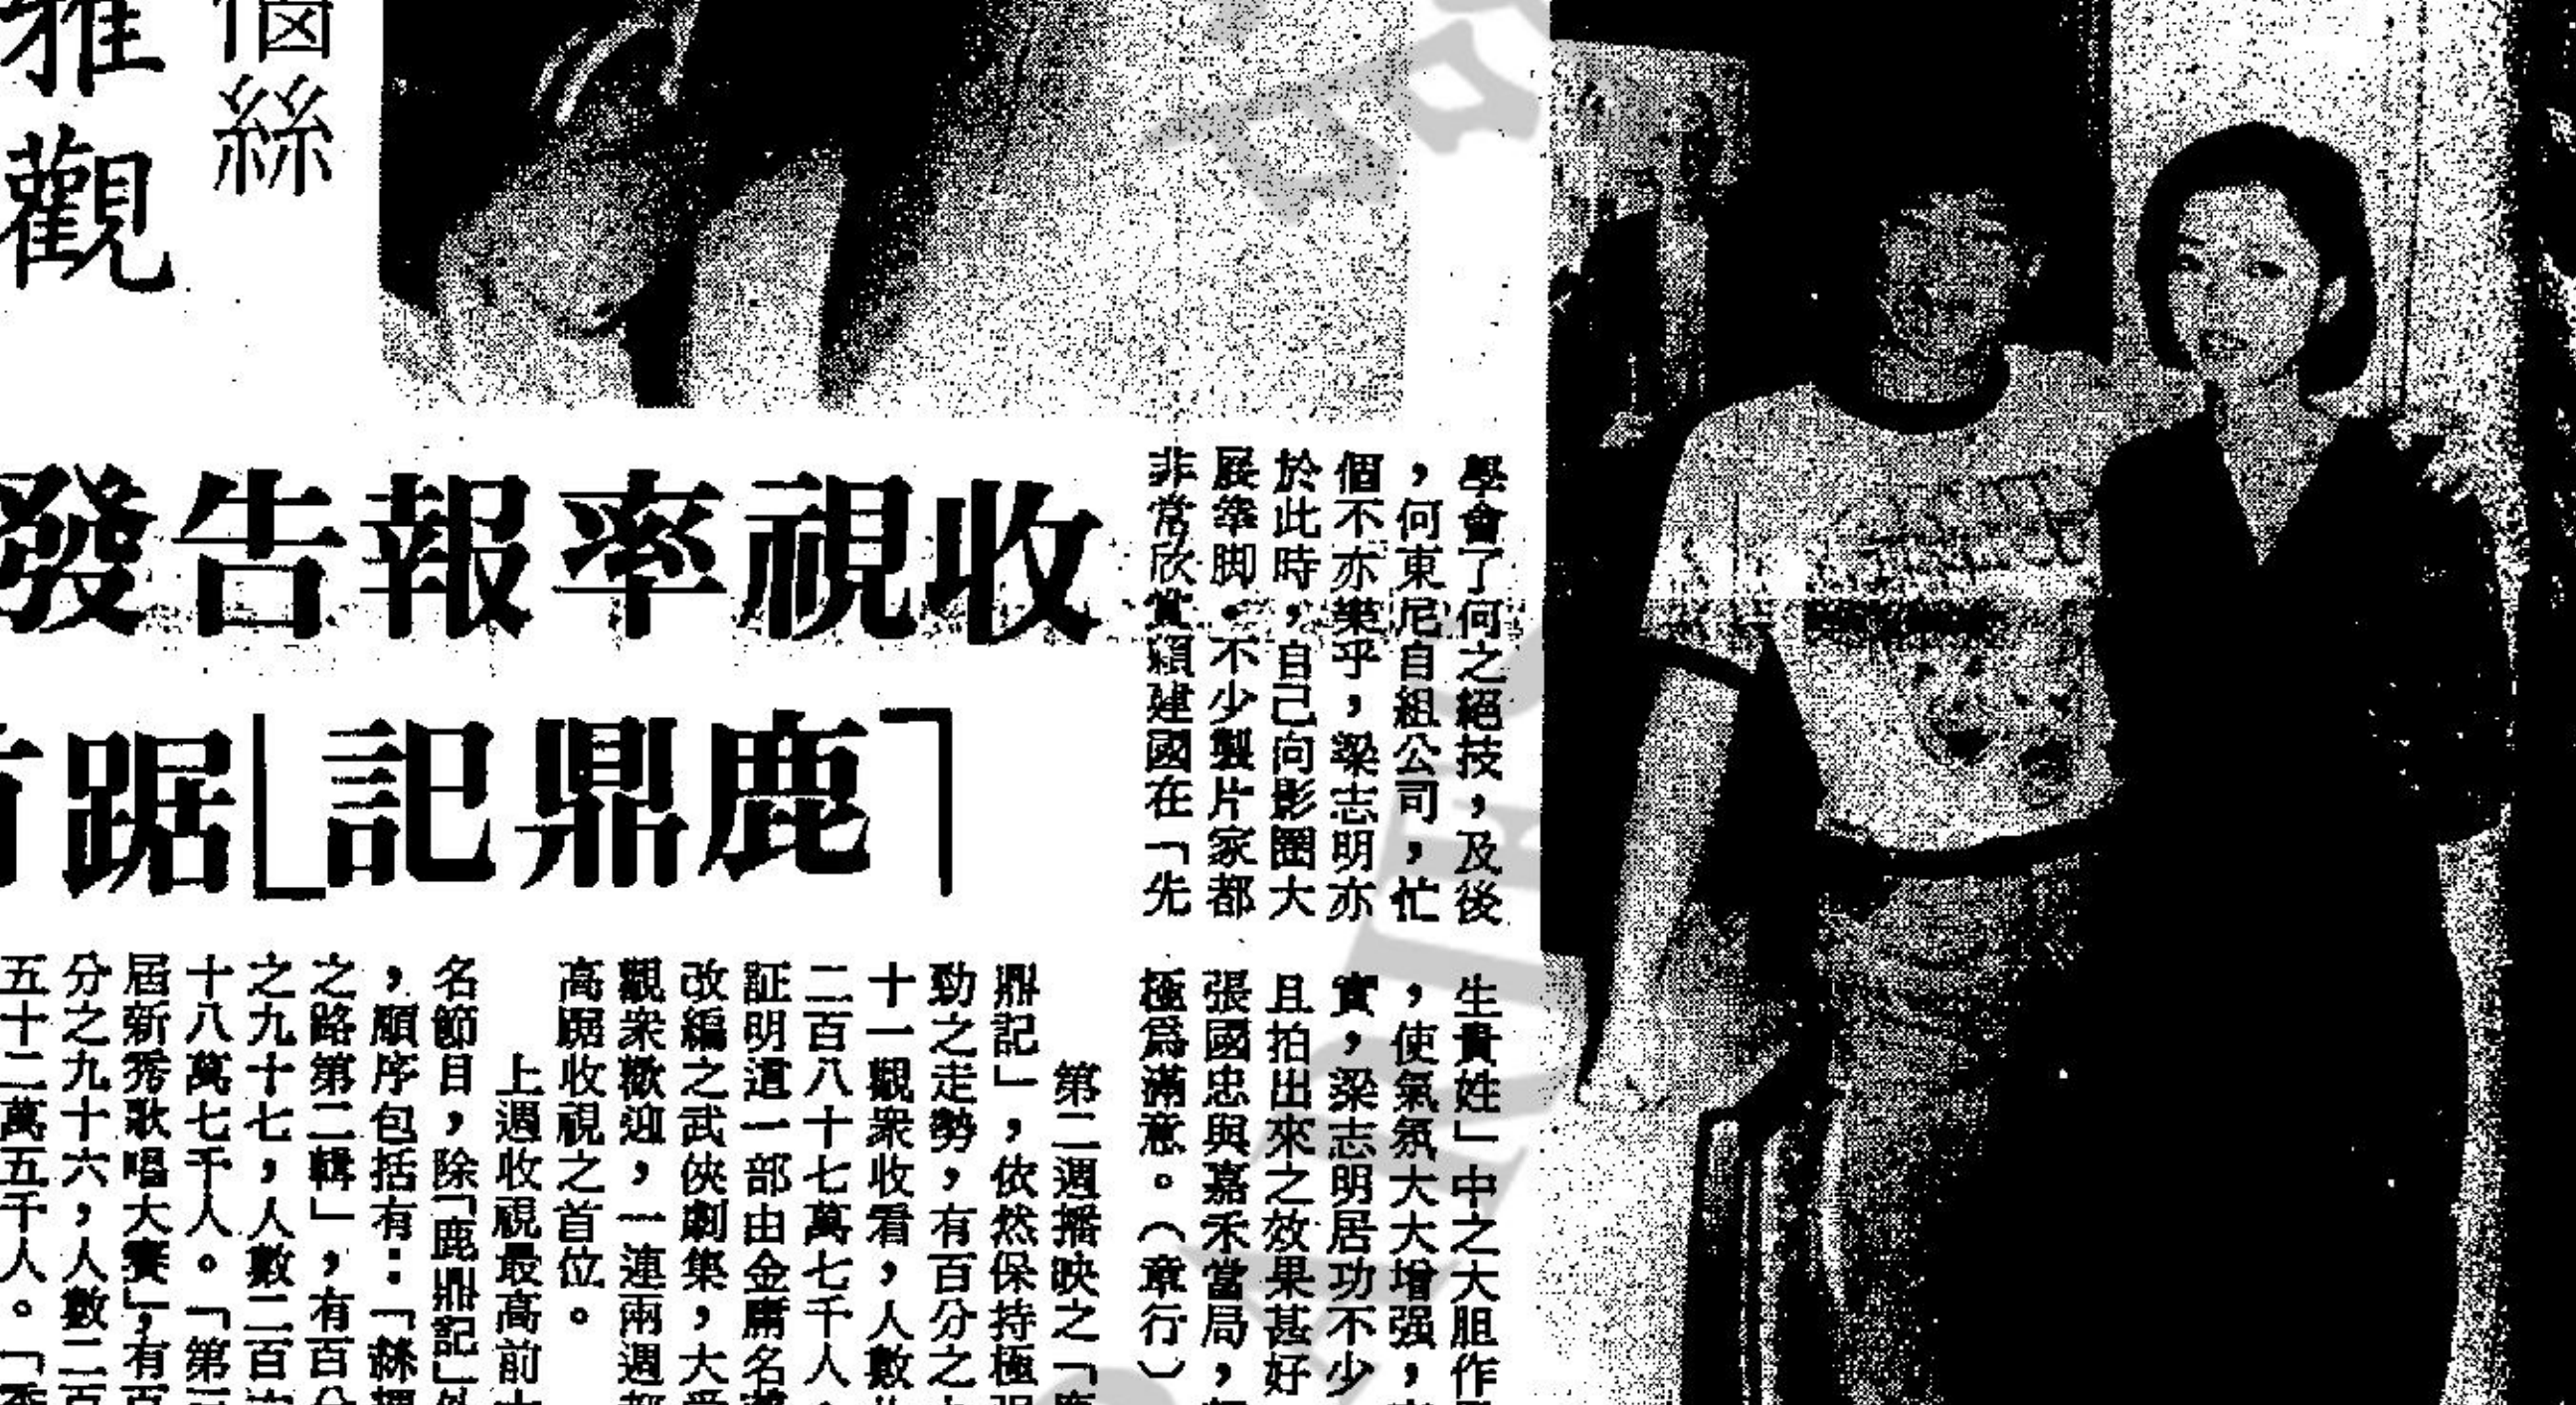 雅觀
個絲
學會了何之絕技，及後
，何東尼自組公司，忙
個不亦樂乎，梁志明亦
於此時，自己向影圈大
展拳脚。不少製片家都
非常欣賞賴建國在「先
生貴姓」中之大胆作
，使氣氛大大增强，
實，梁志明居功不少
且拍出來之效果甚好
張國忠與嘉禾當局，
極爲滿意。（章行）
收視率報告發
「鹿鼎記」踞首
第二週播映之「鹿
鼎記」，依然保持極强
勁之走勢，有百分之
十一觀衆收看，人數
二百八十七萬七千人
証明這一部由金庸名著
改編之武俠劇集，大受
觀衆歡迎，一連兩週都
高踞收視之首位。
上週收視最高前十
名節目，除「鹿鼎記」外
，順序包括有：「絲
之路第二輯」，有百分
之九十七，人數二百
十八萬七千人。「第
屆新秀歌唱大賽」，有百
分之九十六，人數二百
五十二萬五千人。「